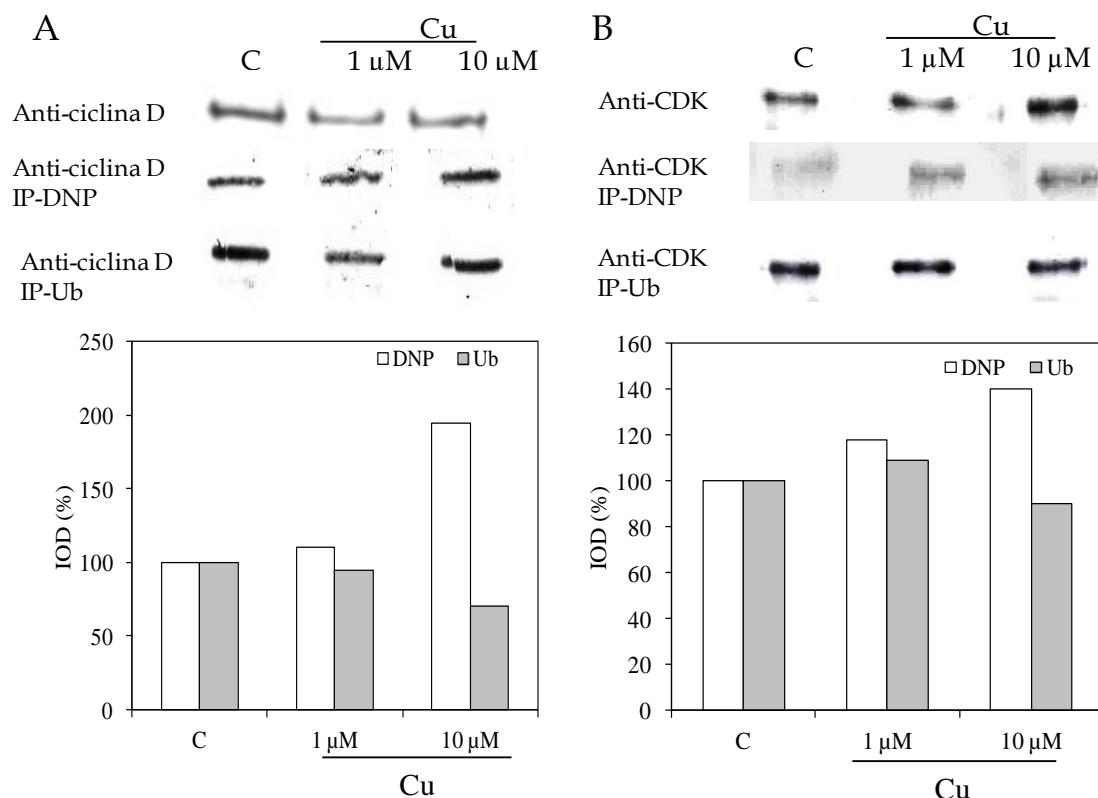 A
Cu
C
1 µM
10 µM
Anti-ciclina D
Anti-ciclina D
IP-DNP
Anti-ciclina D
IP-Ub
250
200
150
100
50
0
IOD (%)
DNP
Ub
C
1 µM
10 µM
Cu
B
Cu
C
1 µM
10 µM
Anti-CDK
Anti-CDK
IP-DNP
Anti-CDK
IP-Ub
160
140
120
100
80
60
40
20
0
IOD (%)
DNP
Ub
C
1 µM
10 µM
Cu